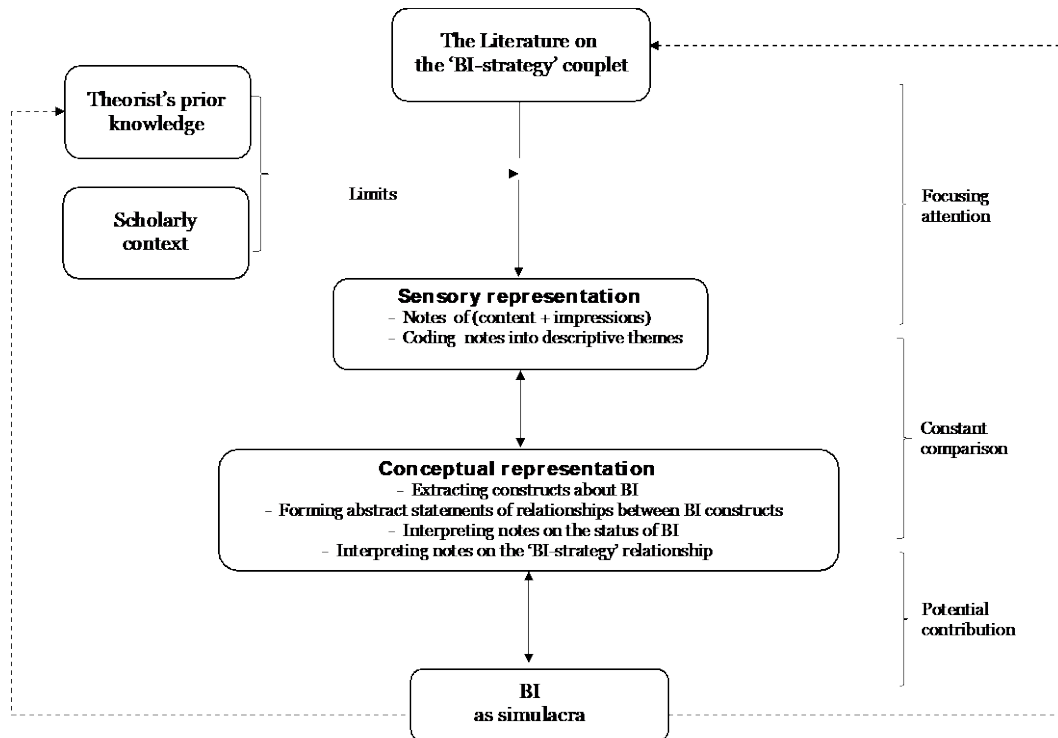 The Literature on
the ‘BI-strategy’ couplet
Theorist’s prior
knowledge
Scholarly
context
Limits
Focusing
attention
Sensory representation
- Notes of (content + impressions)
- Coding notes into descriptive themes
Constant
comparison
Conceptual representation
- Extracting constructs about BI
- Forming abstract statements of relationships between BI constructs
- Interpreting notes on the status of BI
- Interpreting notes on the ‘BI-strategy’ relationship
Potential
contribution
BI
as simulacra